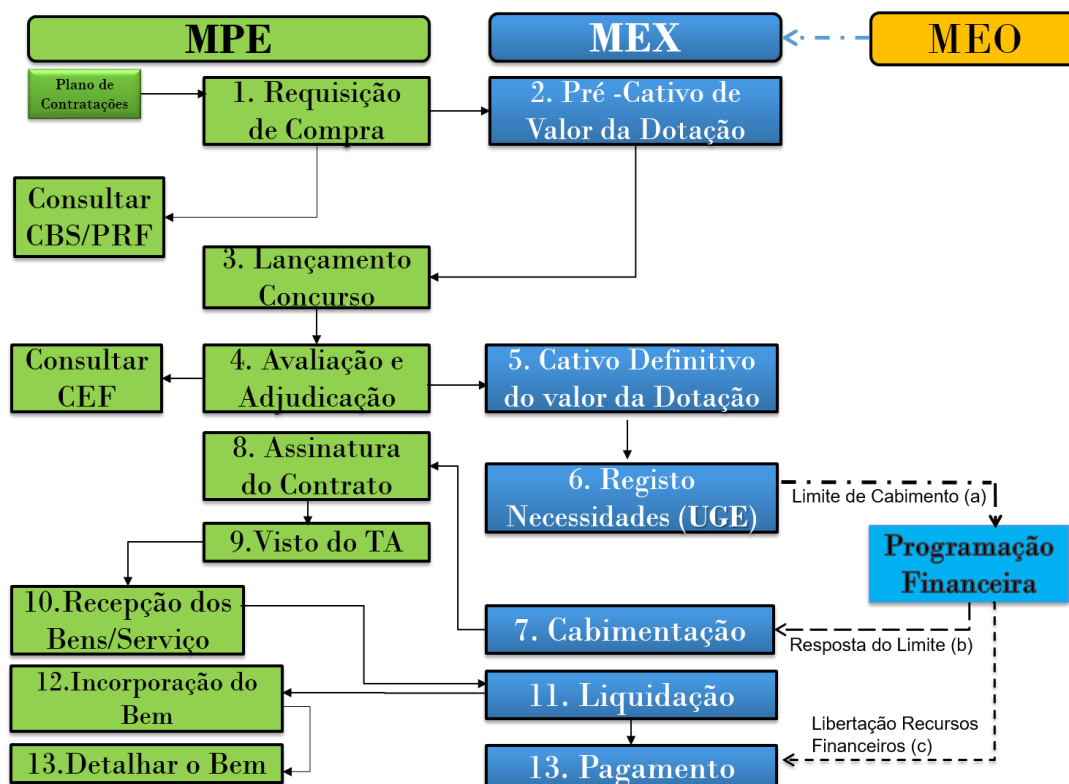 MPE
MEX
MEO
Plano de
Contratações
1. Requisição
de Compra
2. Pré -Cativo de
Valor da Dotação
Consultar
CBS/PRF
3. Lançamento
Concurso
Consultar
CEF
4. Avaliação e
Adjudicação
5. Cativo Definitivo
do valor da Dotação
8. Assinatura
do Contrato
6. Registo
Necessidades (UGE)
Limite de Cabimento (a)
9.Visto do TA
Programação
Financeira
10.Recepção dos
Bens/Serviço
7. Cabimentação
Resposta do Limite (b)
12.Incorporação do
Bem
11. Liquidação
Libertação Recursos
Financeiros (c)
13.Detalhar o Bem
13. Pagamento